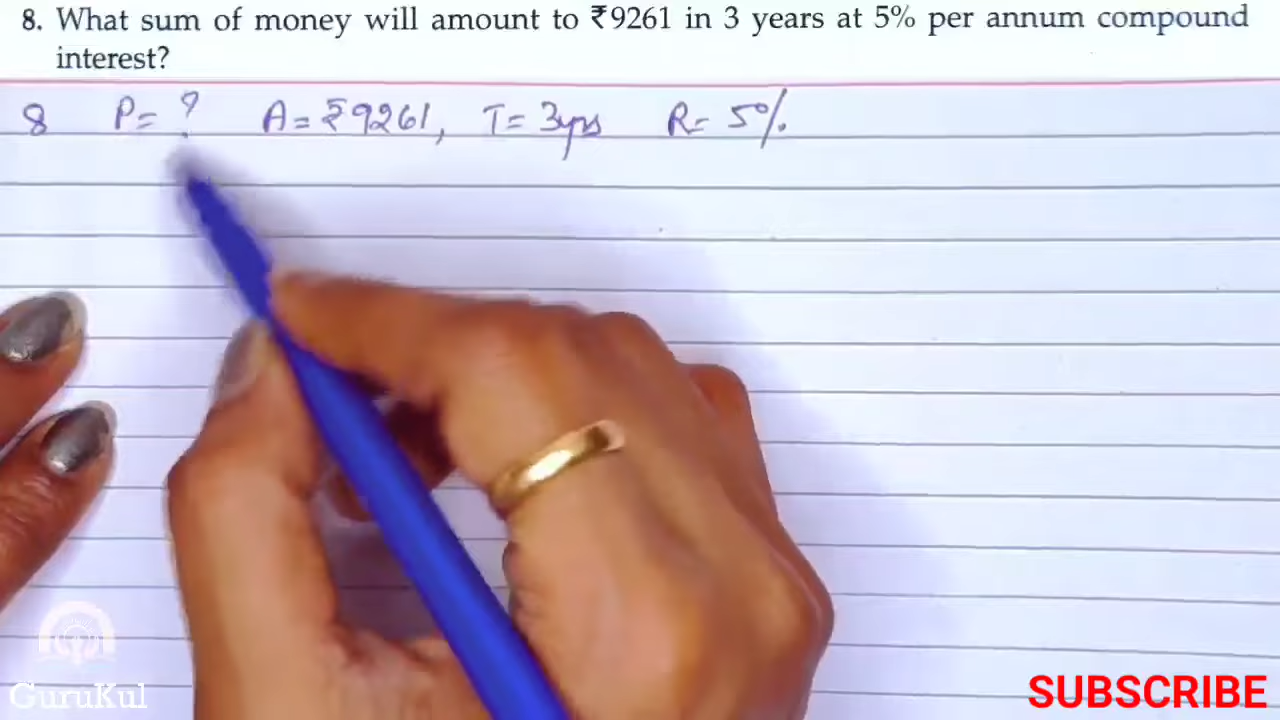 8. What sum of money will amount to ₹9261 in 3 years at 5% per annum compound
interest?
8 P= ? A= ₹9261, T= 3yrs R= 5%.
GuruKul
SUBSCRIBE